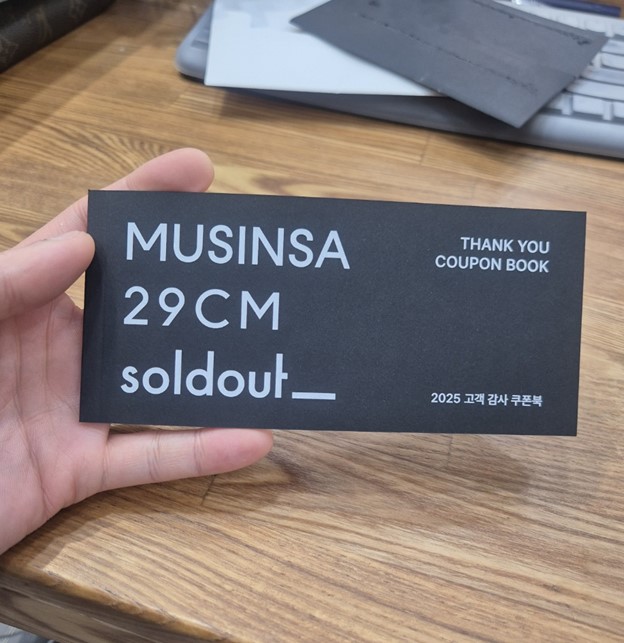 MUSINSA
29CM
soldout_
THANK YOU
COUPON BOOK
2025 고객 감사 쿠폰북